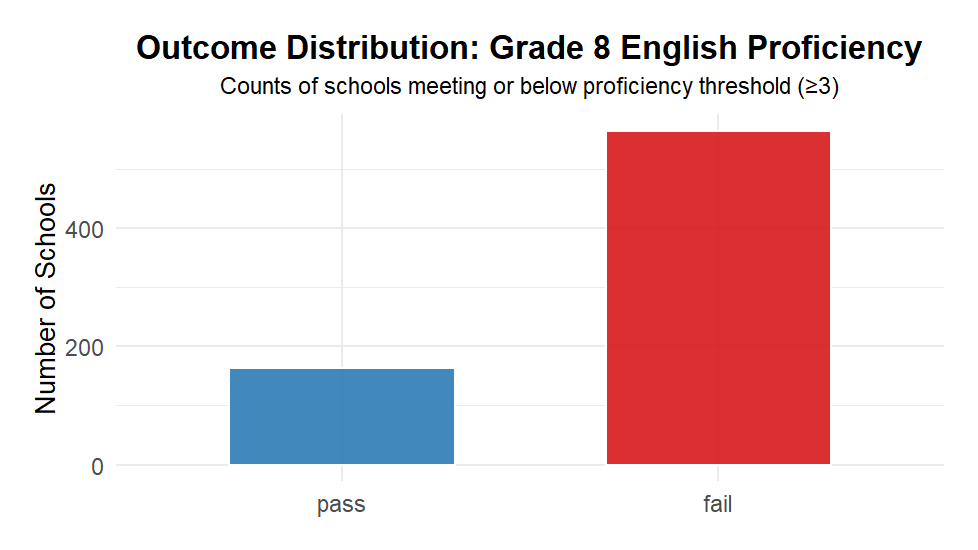 Outcome Distribution: Grade 8 English Proficiency
Counts of schools meeting or below proficiency threshold (≥3)
Number of Schools
400
200
0
pass
fail